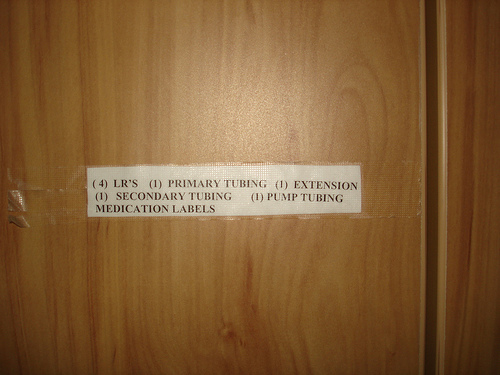 (4) LR'S (1) PRIMARY TUBING (1) EXTENSION
(1) SECONDARY TUBING (1) PUMP TUBING
MEDICATION LABELS